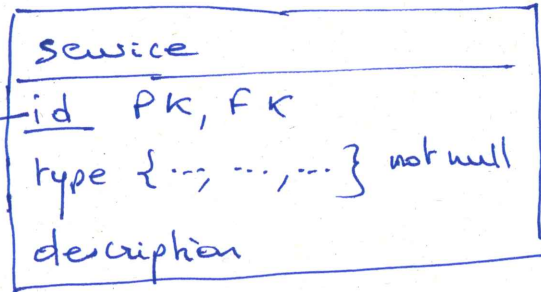 service
id PK, FK
type {..., ..., ...} not null
description